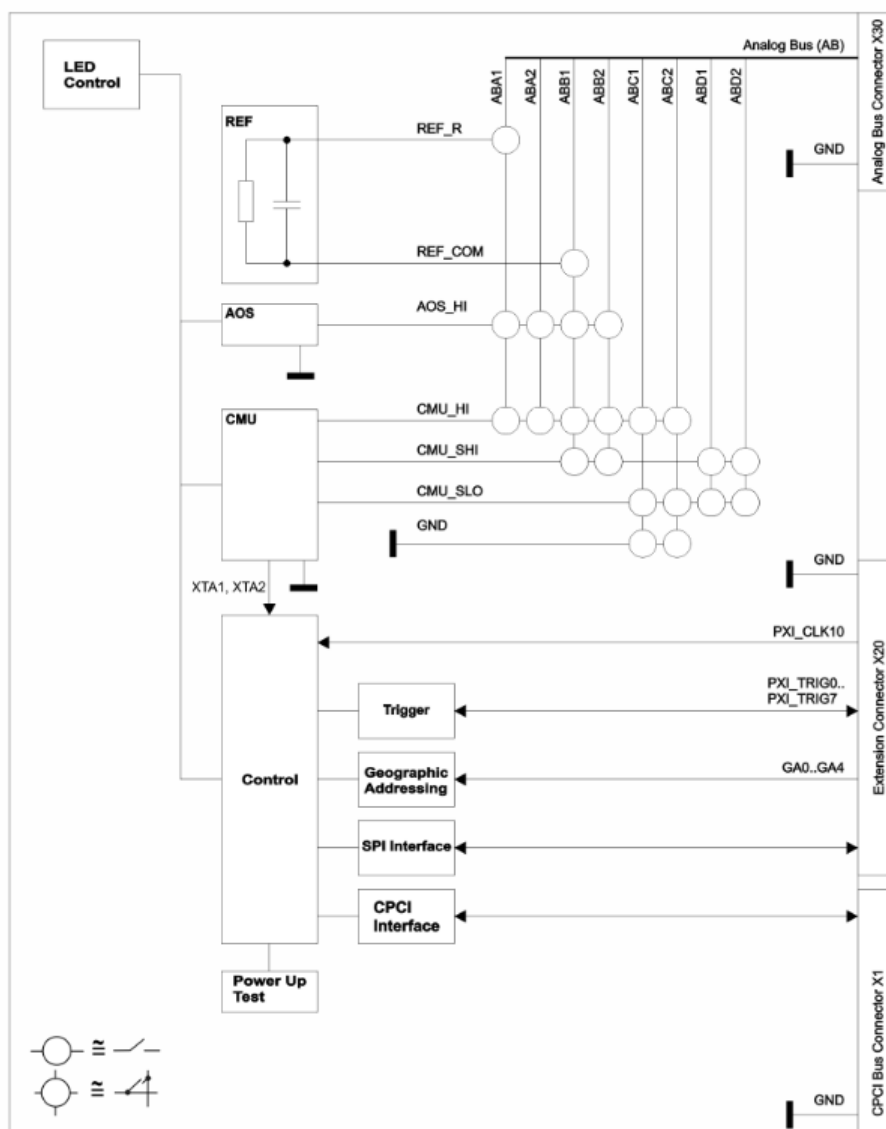 Analog Bus (AB)
Analog Bus Connector X30
LED
Control
ABA1
ABA2
ABB1
ABB2
ABC1
ABC2
ABD1
ABD2
REF
REF_R
GND
REF_COM
AOS
AOS_HI
CMU
CMU_HI
CMU_SHI
CMU_SLO
GND
GND
XTA1, XTA2
PXI_CLK10
Extension Connector X20
PXI_TRIG0..
PXI_TRIG7
Trigger
Control
Geographic
Addressing
GA0..GA4
SPI Interface
CPCI
Interface
Power Up
Test
CPCI Bus Connector X1
≅
≅
GND